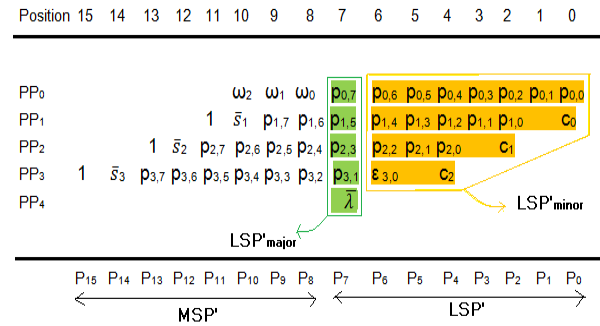 Position 15 14 13 12 11 10 9 8 7 6 5 4 3 2 1 0
PP₀ ω₂ ω₁ ω₀ p₀,₇ p₀,₆ p₀,₅ p₀,₄ p₀,₃ p₀,₂ p₀,₁ p₀,₀
PP₁ 1 s̄₁ p₁,₇ p₁,₆ p₁,₅ p₁,₄ p₁,₃ p₁,₂ p₁,₁ p₁,₀ c₀
PP₂ 1 s̄₂ p₂,₇ p₂,₆ p₂,₅ p₂,₄ p₂,₃ p₂,₂ p₂,₁ p₂,₀ c₁
PP₃ 1 s̄₃ p₃,₇ p₃,₆ p₃,₅ p₃,₄ p₃,₃ p₃,₂ p₃,₁ ε₃,₀ c₂
PP₄ λ̄
LSP'minor
LSP'major
P₁₅ P₁₄ P₁₃ P₁₂ P₁₁ P₁₀ P₉ P₈ P₇ P₆ P₅ P₄ P₃ P₂ P₁ P₀
MSP' LSP'